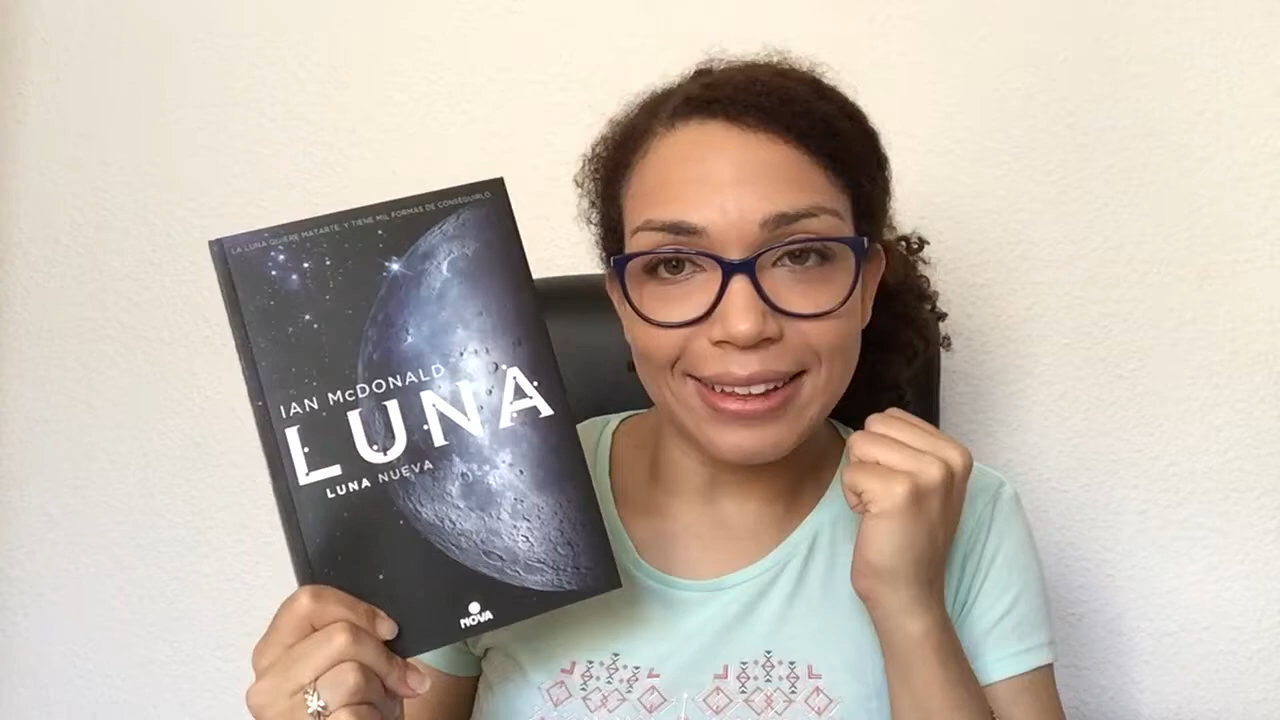 LA LUNA QUIERE MATARTE Y TIENE MIL FORMAS DE CONSEGUIRLO.
IAN McDONALD
LUNA
LUNA NUEVA
NOVA